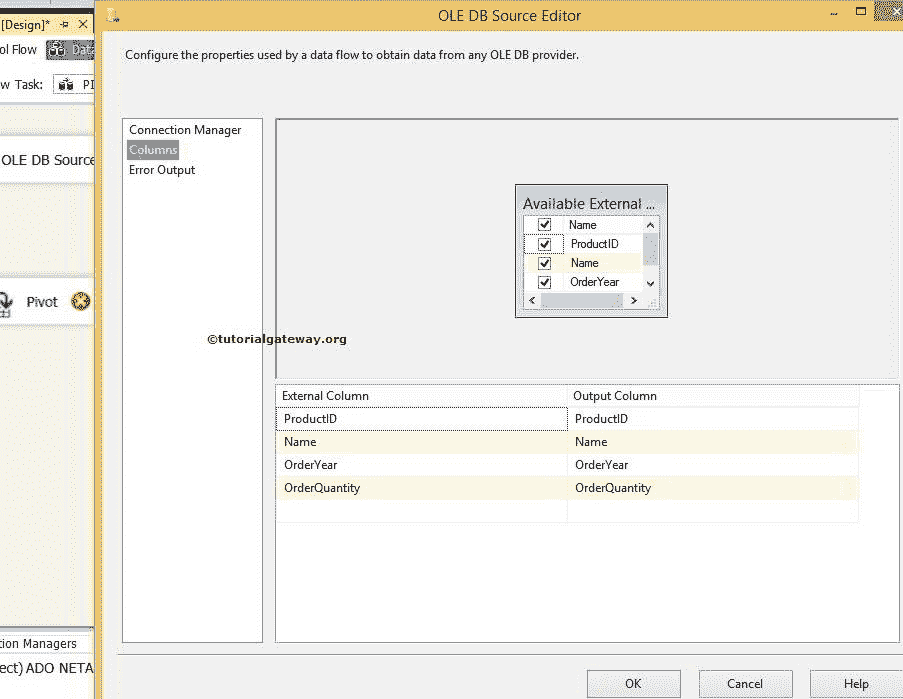 OLE DB Source Editor
[Design]*
ol Flow
Data
w Task:
PI
OLE DB Source
Pivot
tion Managers
ect) ADO NETA
Configure the properties used by a data flow to obtain data from any OLE DB provider.
Connection Manager
Columns
Error Output
Available External ...
Name
ProductID
Name
OrderYear
©tutorialgateway.org
External Column Output Column
ProductID ProductID
Name Name
OrderYear OrderYear
OrderQuantity OrderQuantity
OK Cancel Help